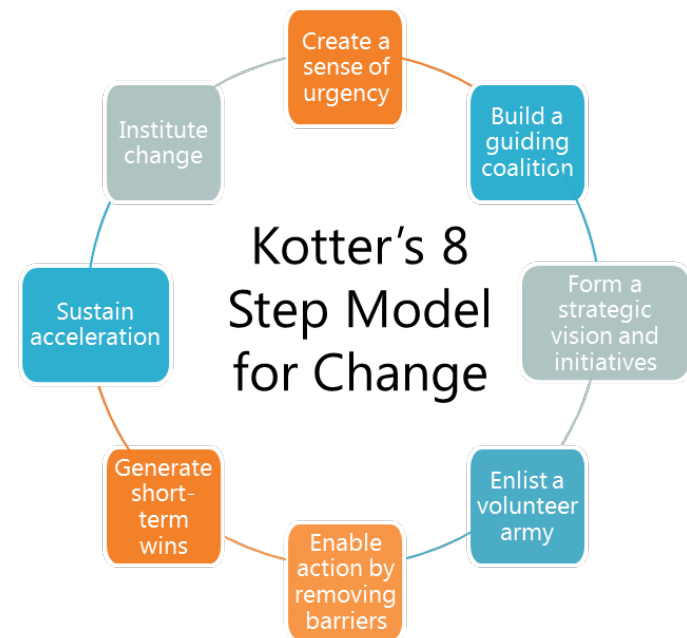 Create a
sense of
urgency
Build a
guiding
coalition
Form a
strategic
vision and
initiatives
Enlist a
volunteer
army
Enable
action by
removing
barriers
Generate
short-
term
wins
Sustain
acceleration
Institute
change
Kotter’s 8
Step Model
for Change